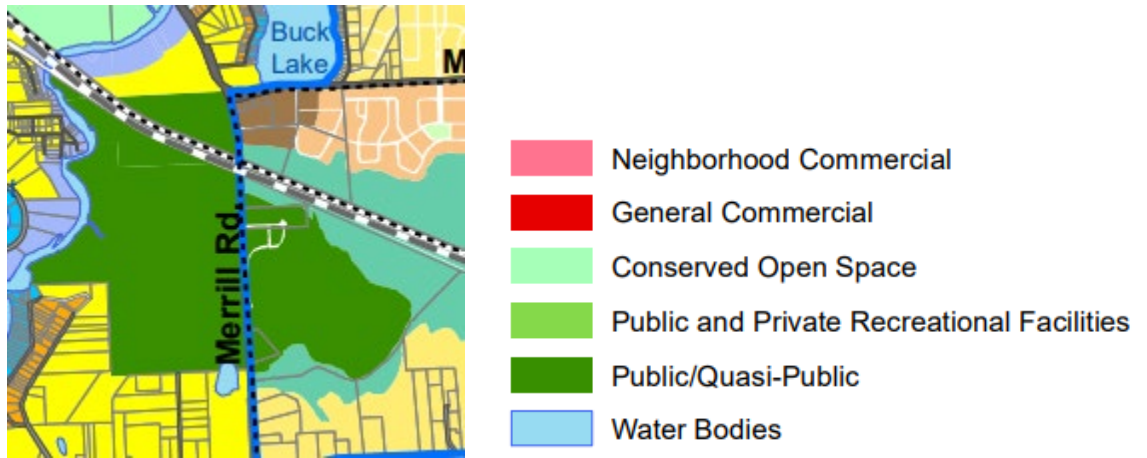 Buck
Lake
M
Merrill Rd.
Neighborhood Commercial
General Commercial
Conserved Open Space
Public and Private Recreational Facilities
Public/Quasi-Public
Water Bodies